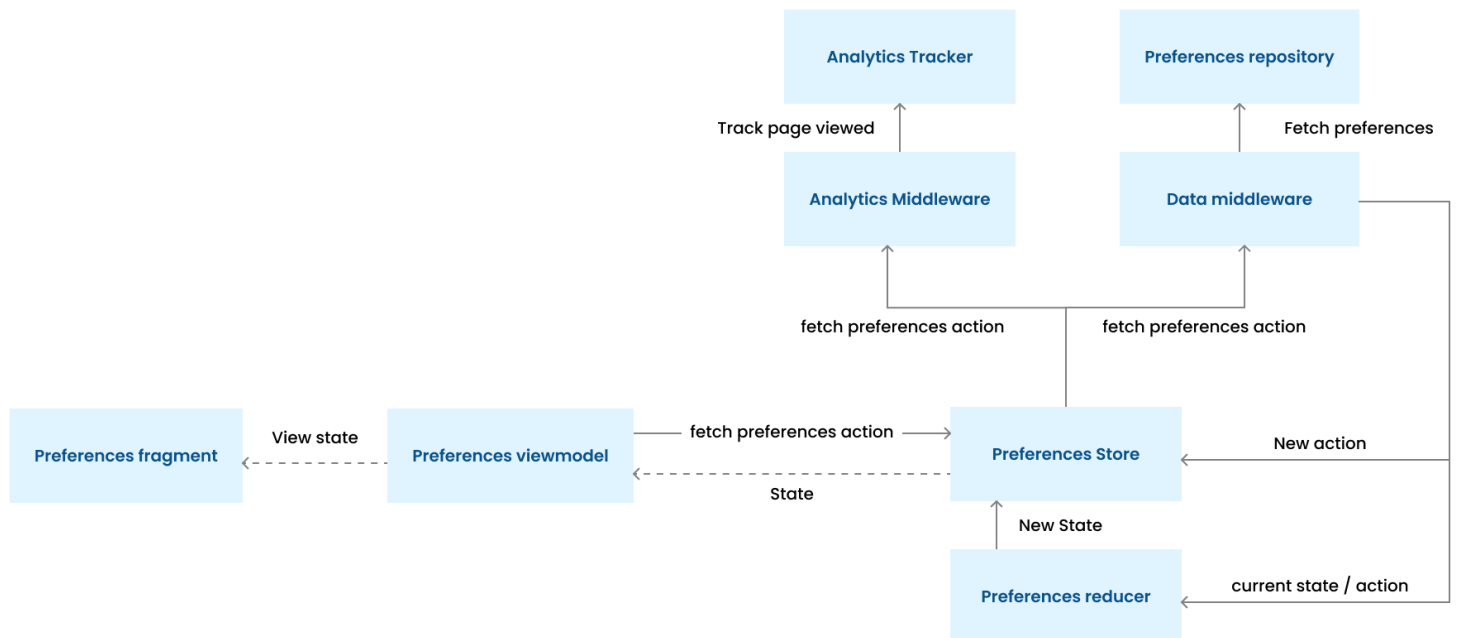 Analytics Tracker
Preferences repository
Track page viewed
Fetch preferences
Analytics Middleware
Data middleware
fetch preferences action
fetch preferences action
Preferences fragment
View state
Preferences viewmodel
fetch preferences action
State
Preferences Store
New action
New State
Preferences reducer
current state / action